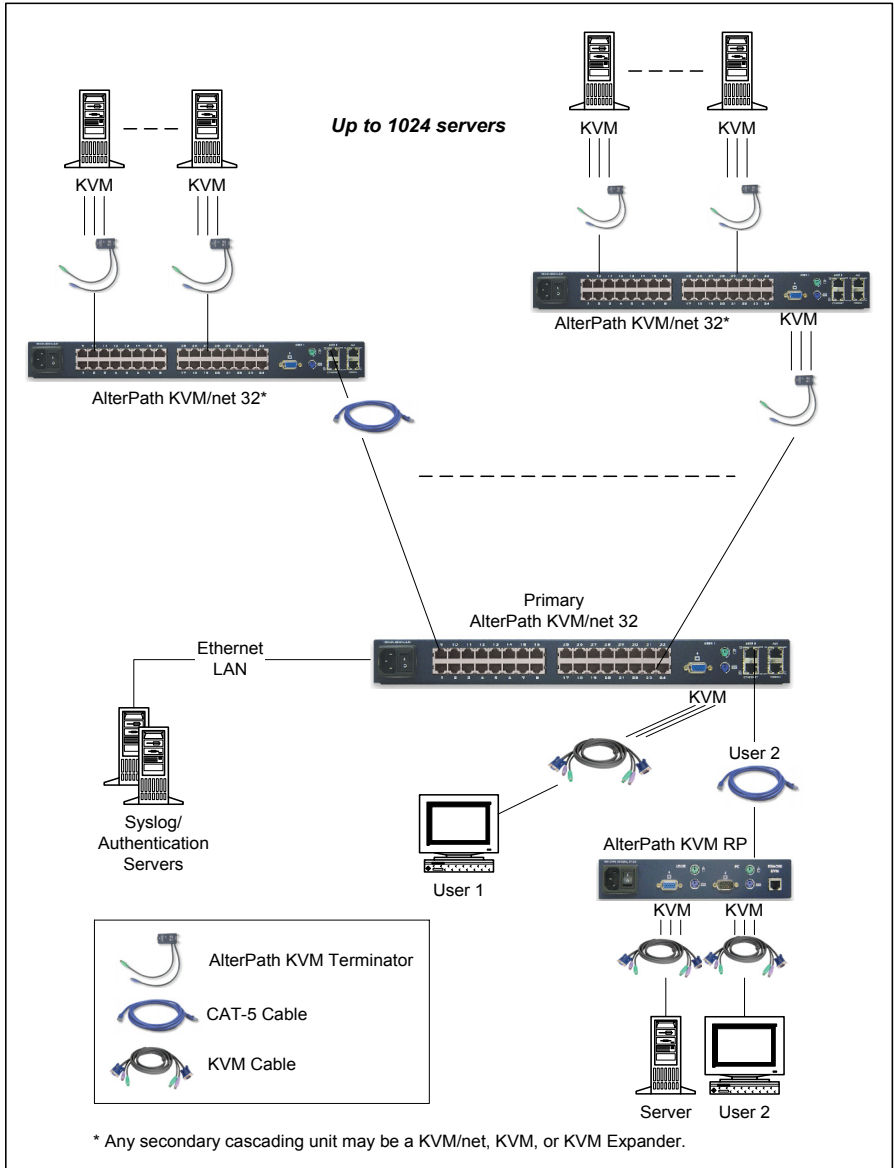 Up to 1024 servers
KVM
KVM
KVM
KVM
AlterPath KVM/net 32*
KVM
AlterPath KVM/net 32*
Primary
AlterPath KVM/net 32
Ethernet
LAN
KVM
User 2
Syslog/
Authentication
Servers
User 1
AlterPath KVM RP
KVM
KVM
AlterPath KVM Terminator
CAT-5 Cable
KVM Cable
Server
User 2
* Any secondary cascading unit may be a KVM/net, KVM, or KVM Expander.